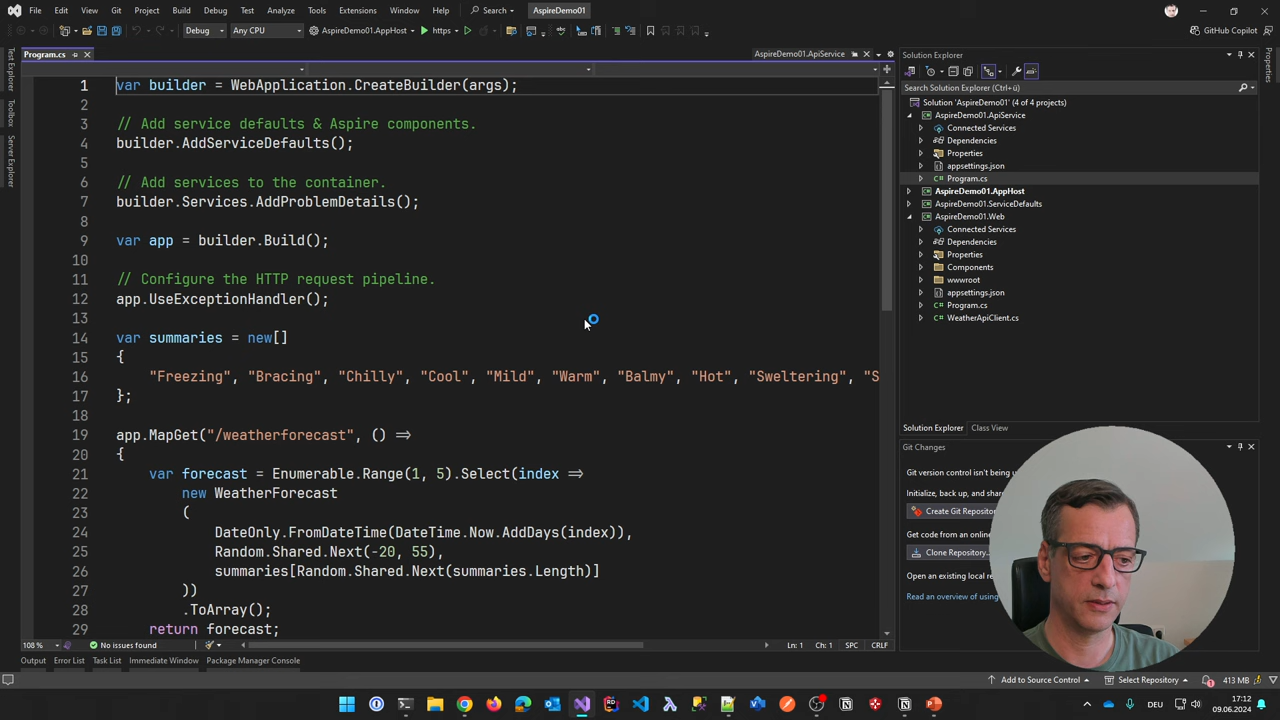 File Edit View Git Project Build Debug Test Analyze Tools Extensions Window Help Search AspireDemo01
Debug Any CPU AspireDemo01.AppHost https GitHub Copilot
Test Explorer
Toolbox
Server Explorer
Properties
Program.cs AspireDemo01.ApiService
1 var builder = WebApplication.CreateBuilder(args);
2
3 // Add service defaults & Aspire components.
4 builder.AddServiceDefaults();
5
6 // Add services to the container.
7 builder.Services.AddProblemDetails();
8
9 var app = builder.Build();
10
11 // Configure the HTTP request pipeline.
12 app.UseExceptionHandler();
13
14 var summaries = new[]
15 {
16 "Freezing", "Bracing", "Chilly", "Cool", "Mild", "Warm", "Balmy", "Hot", "Sweltering", "S
17 };
18
19 app.MapGet("/weatherforecast", () =>
20 {
21 var forecast = Enumerable.Range(1, 5).Select(index =>
22 new WeatherForecast
23 (
24 DateOnly.FromDateTime(DateTime.Now.AddDays(index)),
25 Random.Shared.Next(-20, 55),
26 summaries[Random.Shared.Next(summaries.Length)]
27 ))
28 .ToArray();
29 return forecast;
108 % No issues found Ln: 1 Ch: 1 SPC CRLF
Output Error List Task List Immediate Window Package Manager Console
Solution Explorer
Search Solution Explorer (Ctrl+ü)
Solution 'AspireDemo01' (4 of 4 projects)
AspireDemo01.ApiService
Connected Services
Dependencies
Properties
appsettings.json
C# Program.cs
AspireDemo01.AppHost
AspireDemo01.ServiceDefaults
AspireDemo01.Web
Connected Services
Dependencies
Properties
Components
wwwroot
appsettings.json
C# Program.cs
C# WeatherApiClient.cs
Solution Explorer Class View
Git Changes
Git version control isn't being
Initialize, back up, and
Create Git
Get code from an online
Clone Repository...
Open an existing local
Read an overview of using
Add to Source Control Select Repository 1 413 MB
DEU 17:12
09.06.2024